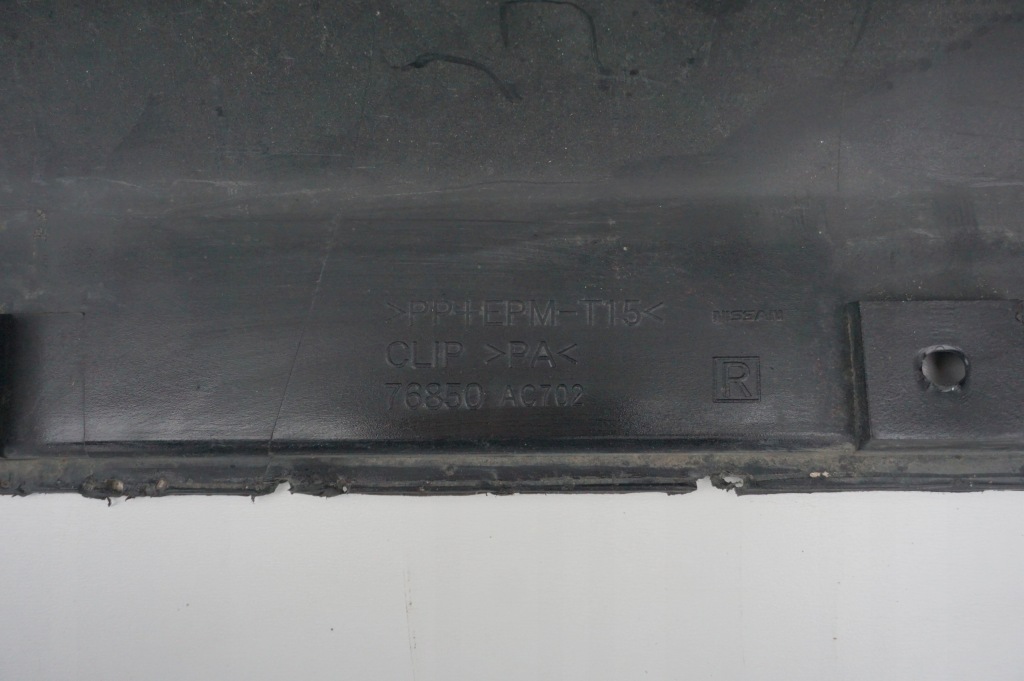 >PP+EPM-T15<
NISSAN
CLIP >PA<
R
76850 AC702